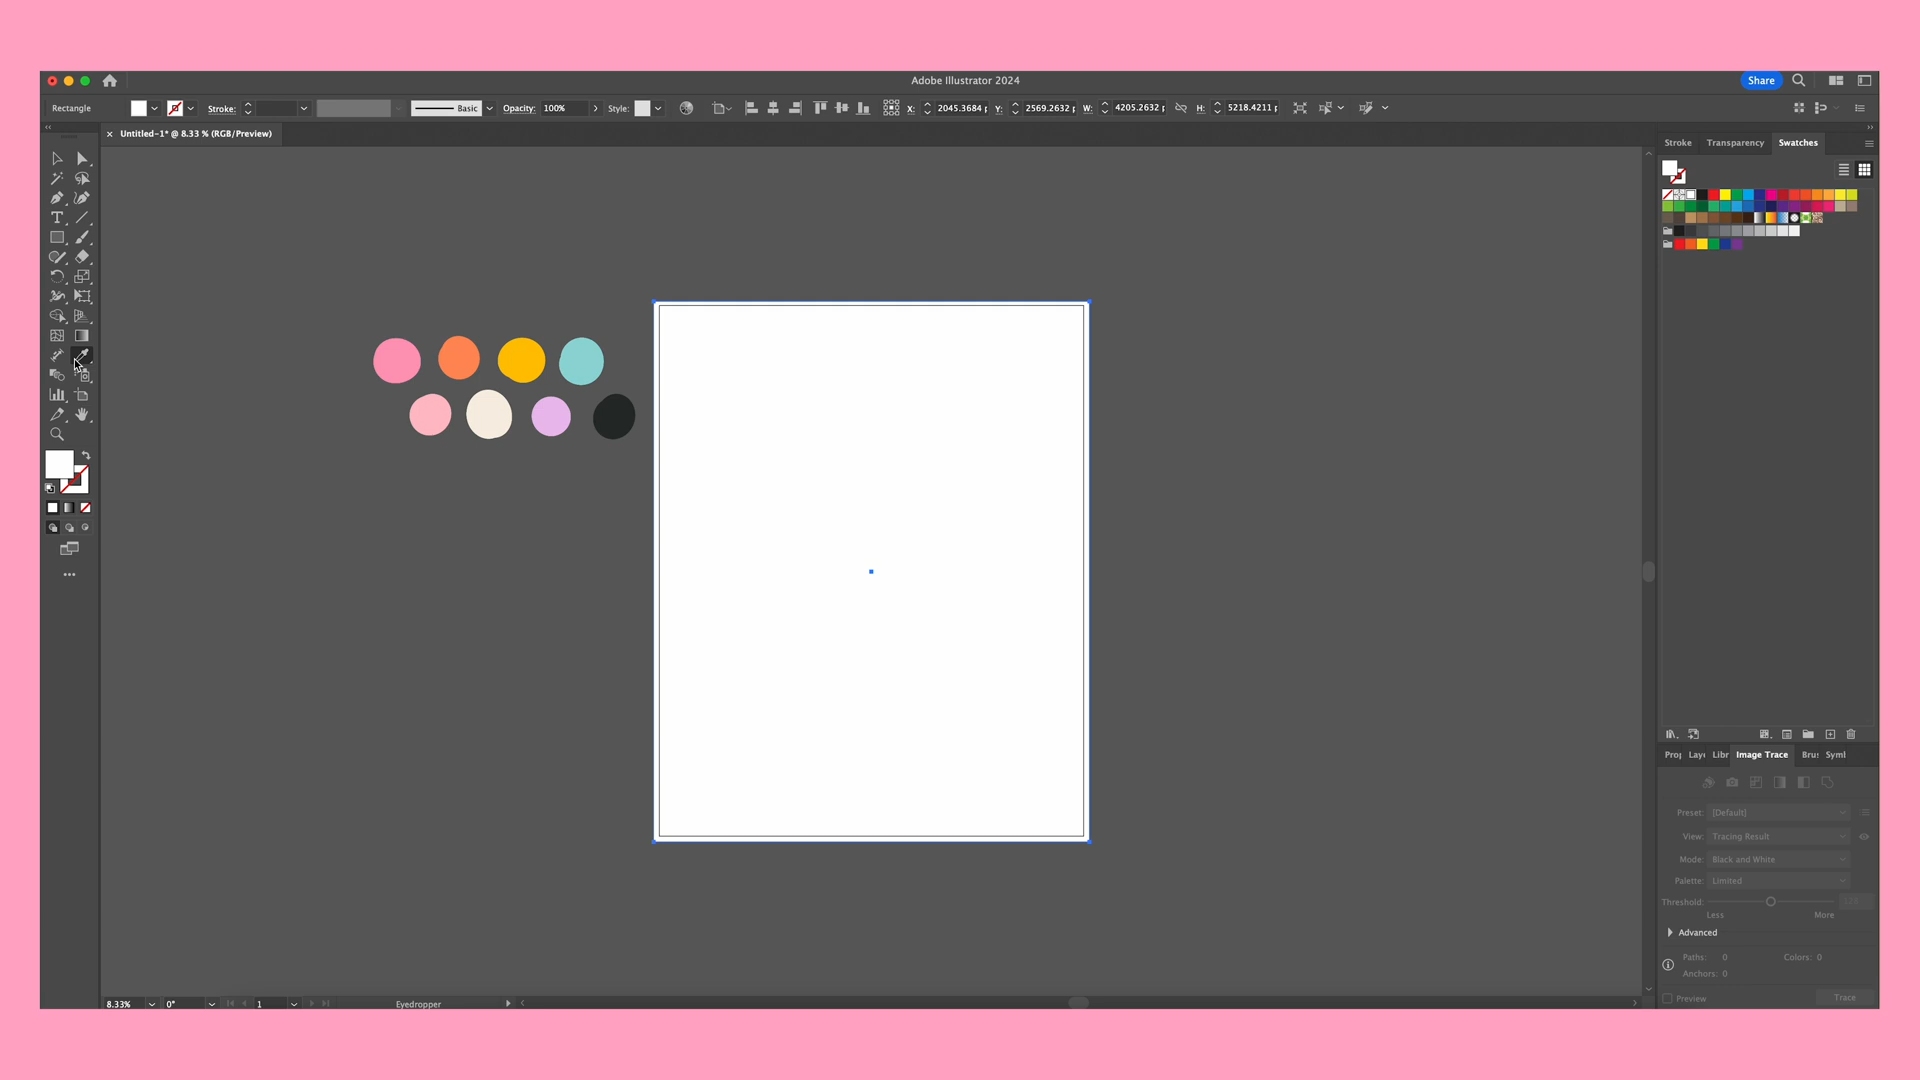 Adobe Illustrator 2024
Share
Rectangle
Stroke:
Basic
Opacity: 100%
Style:
X: 2045.3684 p
Y: 2569.2632 p
W: 4205.2632 p
H: 5218.4211 p
Untitled-1* @ 8.33 % (RGB/Preview)
Stroke
Transparency
Swatches
Image Trace
Preset: [Default]
View: Tracing Result
Mode: Black and White
Palette: Limited
Threshold:
Less More
Advanced
Paths: 0 Colors: 0
Anchors: 0
Preview
Trace
8.33%
0°
1
Eyedropper